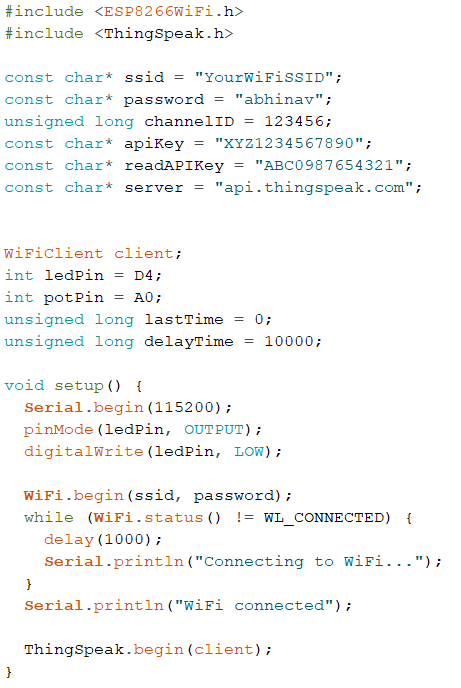 #include <ESP8266WiFi.h>
#include <ThingSpeak.h>

const char* ssid = "YourWiFiSSID";
const char* password = "abhinav";
unsigned long channelID = 123456;
const char* apiKey = "XYZ1234567890";
const char* readAPIKey = "ABC0987654321";
const char* server = "api.thingspeak.com";


WiFiClient client;
int ledPin = D4;
int potPin = A0;
unsigned long lastTime = 0;
unsigned long delayTime = 10000;

void setup() {
  Serial.begin(115200);
  pinMode(ledPin, OUTPUT);
  digitalWrite(ledPin, LOW);

  WiFi.begin(ssid, password);
  while (WiFi.status() != WL_CONNECTED) {
    delay(1000);
    Serial.println("Connecting to WiFi...");
  }
  Serial.println("WiFi connected");

  ThingSpeak.begin(client);
}